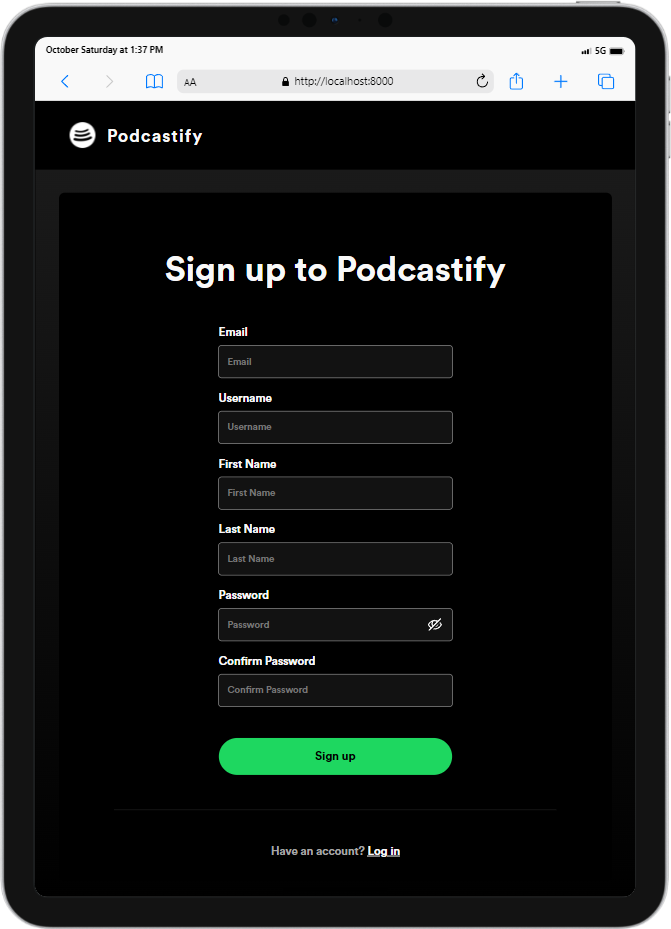 October Saturday at 1:37 PM
5G
AA
http://localhost:8000
Podcastify
Sign up to Podcastify
Email
Email
Username
Username
First Name
First Name
Last Name
Last Name
Password
Password
Confirm Password
Confirm Password
Sign up
Have an account? Log in